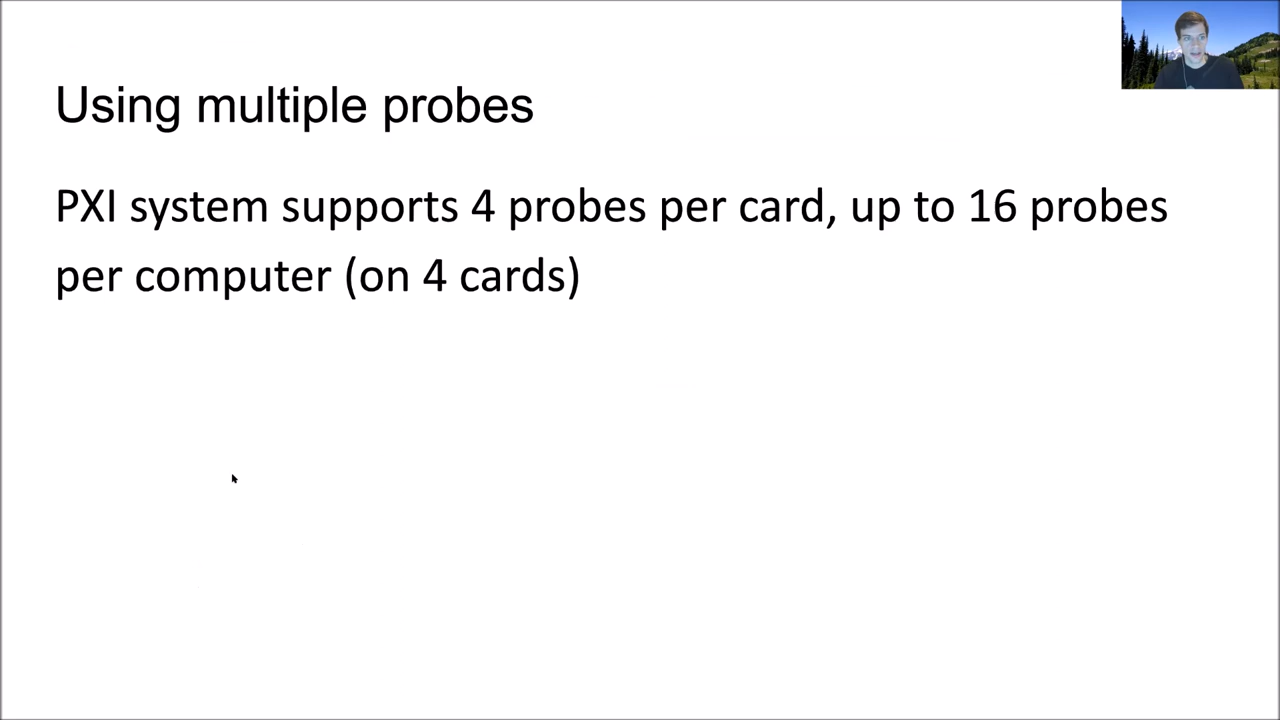 Using multiple probes
PXI system supports 4 probes per card, up to 16 probes
per computer (on 4 cards)